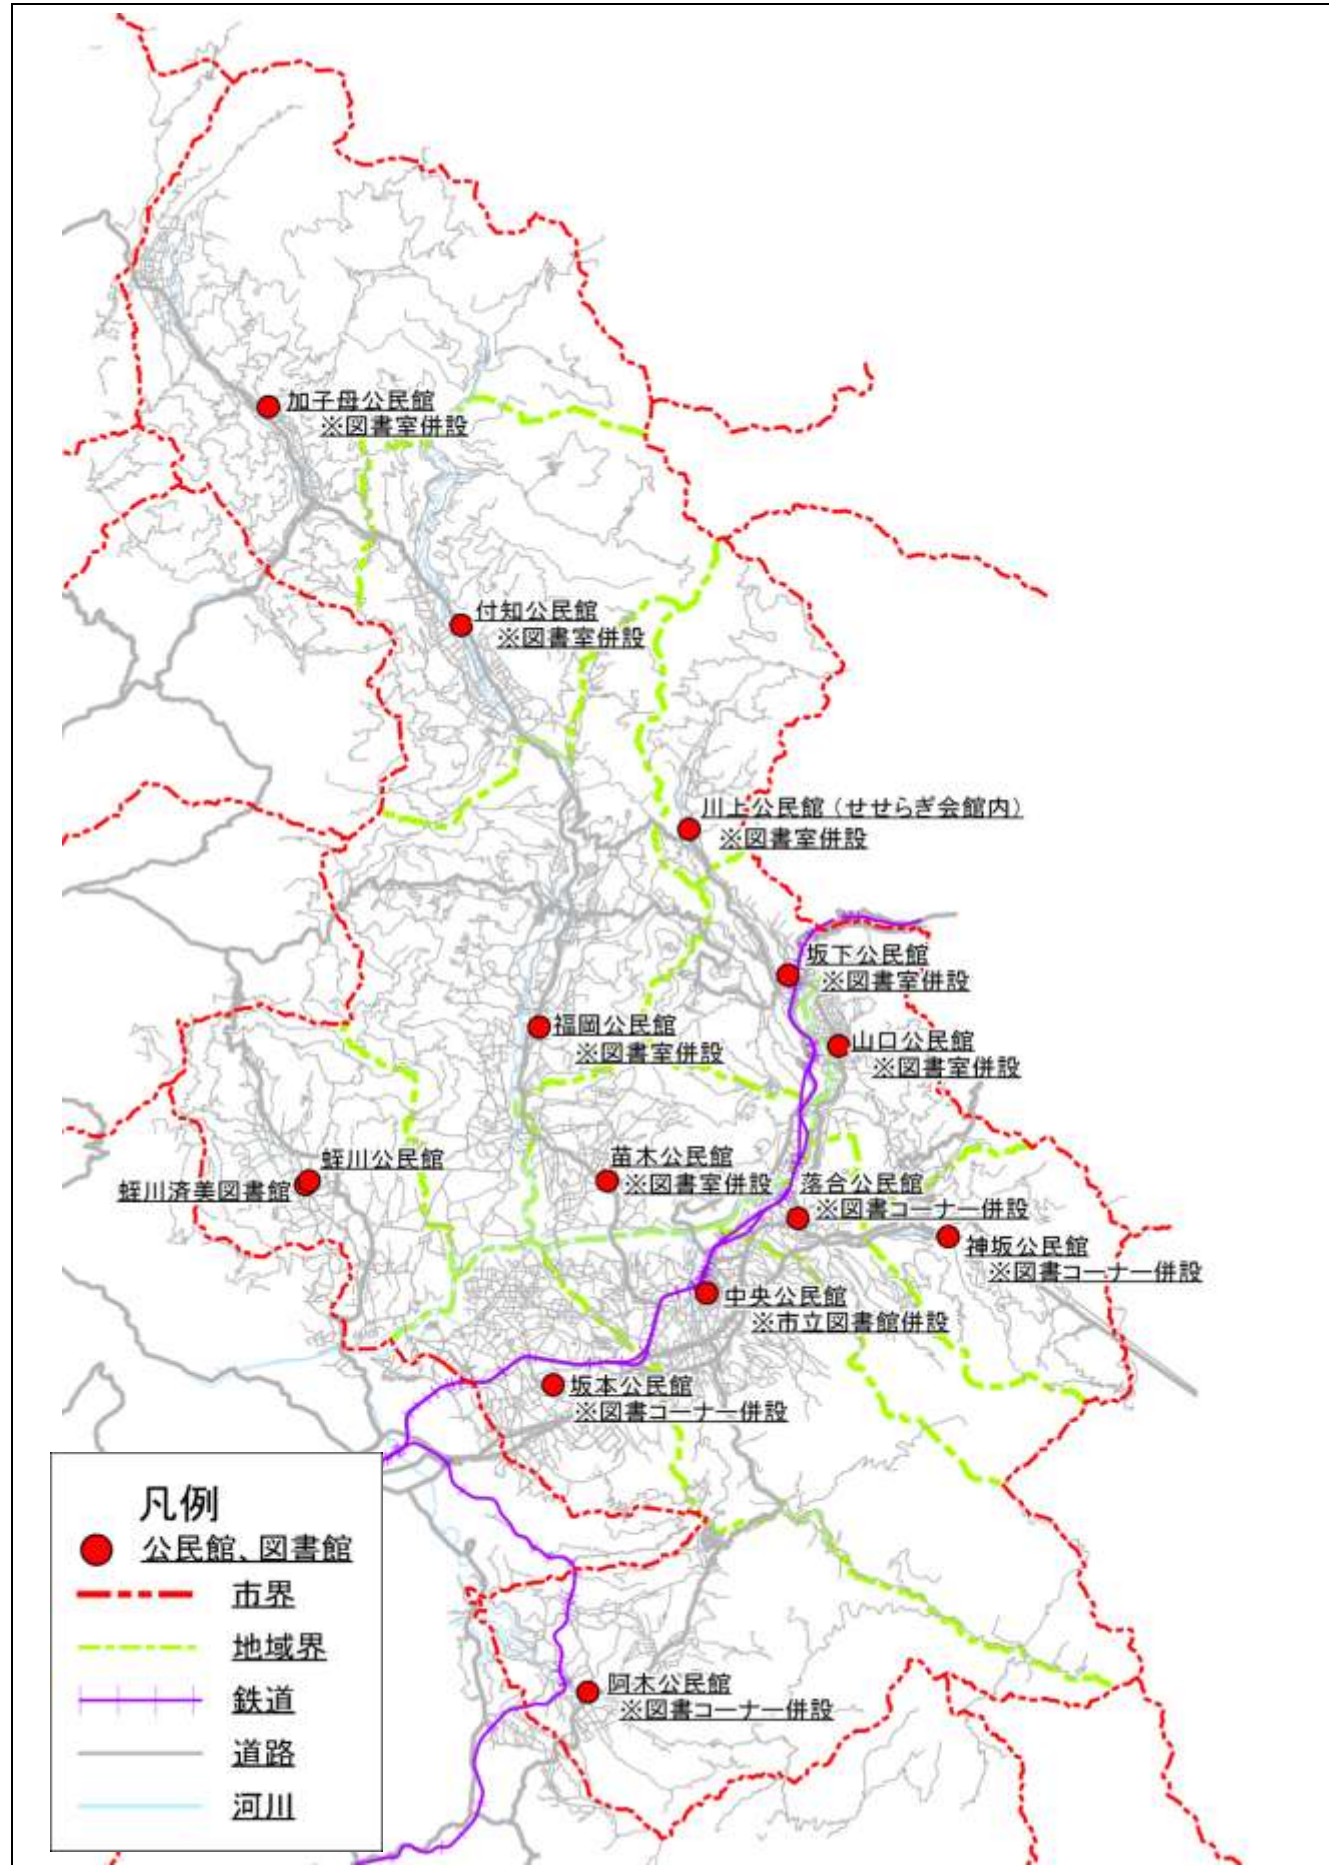 加子母公民館
※図書室併設
付知公民館
※図書室併設
川上公民館（せせらぎ会館内）
※図書室併設
坂下公民館
※図書室併設
福岡公民館
※図書室併設
山口公民館
※図書室併設
蛭川公民館
蛭川済美図書館
苗木公民館
※図書室併設
落合公民館
※図書コーナー併設
神坂公民館
※図書コーナー併設
中央公民館
※市立図書館併設
坂本公民館
※図書コーナー併設
阿木公民館
※図書コーナー併設
凡例
公民館、図書館
市界
地域界
鉄道
道路
河川